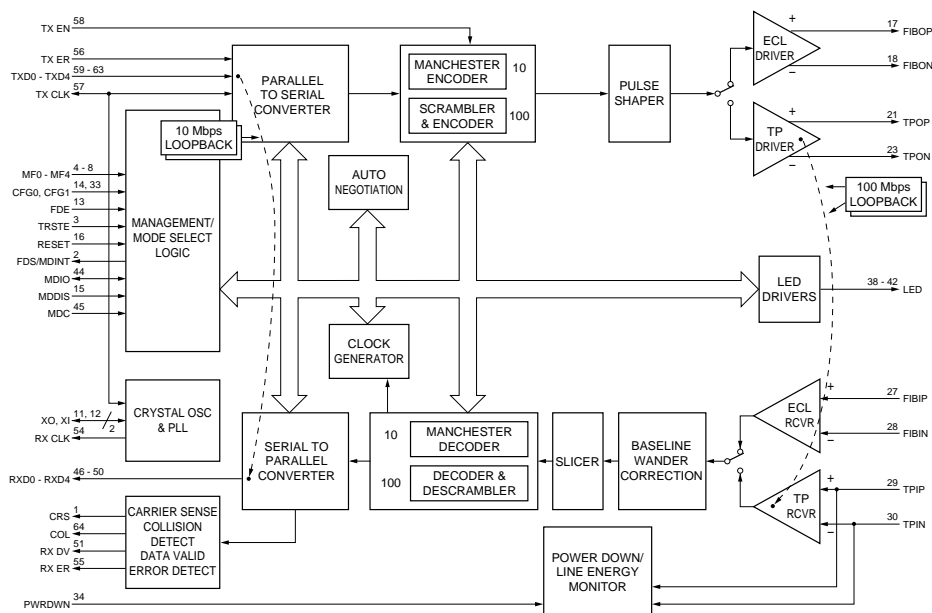 58
TX EN
56
TX ER
59 - 63
TXD0 - TXD4
57
TX CLK
PARALLEL
TO SERIAL
CONVERTER
MANCHESTER
ENCODER
10
SCRAMBLER
& ENCODER
100
PULSE
SHAPER
+
ECL
DRIVER
–
17
FIBOP
18
FIBON
+
TP
DRIVER
–
21
TPOP
23
TPON
10 Mbps
LOOPBACK
100 Mbps
LOOPBACK
AUTO
NEGOTIATION
4 - 8
MF0 - MF4
14, 33
CFG0, CFG1
13
FDE
3
TRSTE
16
RESET
2
FDS/MDINT
44
MDIO
15
MDDIS
45
MDC
MANAGEMENT/
MODE SELECT
LOGIC
LED
DRIVERS
38 - 42
LED
CLOCK
GENERATOR
CRYSTAL OSC
& PLL
11, 12
XO, XI
2
54
RX CLK
46 - 50
RXD0 - RXD4
SERIAL TO
PARALLEL
CONVERTER
10
MANCHESTER
DECODER
100
DECODER &
DESCRAMBLER
SLICER
BASELINE
WANDER
CORRECTION
+
ECL
RCVR
–
27
FIBIP
28
FIBIN
+
TP
RCVR
–
29
TPIP
30
TPIN
1
CRS
64
COL
51
RX DV
55
RX ER
CARRIER SENSE
COLLISION
DETECT
DATA VALID
ERROR DETECT
POWER DOWN/
LINE ENERGY
MONITOR
34
PWRDWN